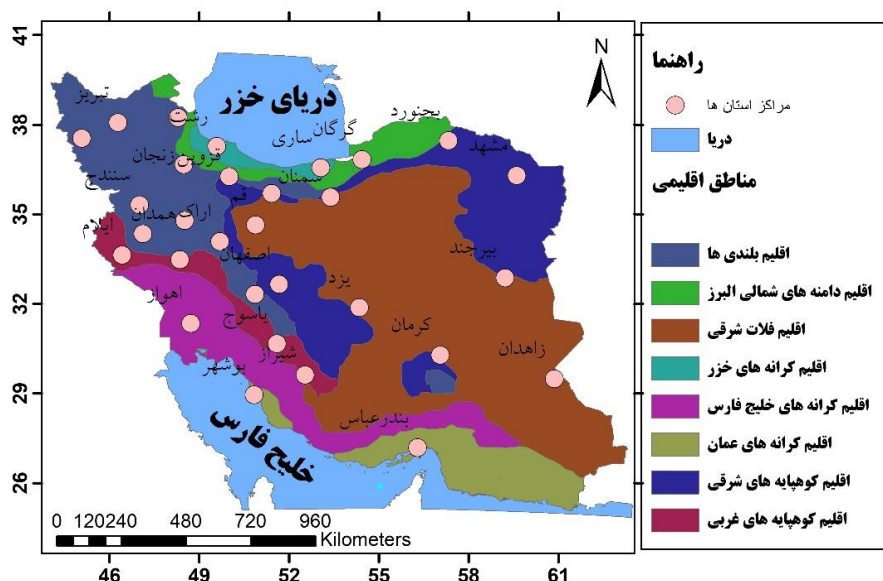 41
38
35
32
29
26
46
49
52
55
58
61
N
دریای خزر
خلیج فارس
تبریز
رشت
بجنورد
گرگان
ساری
مشهد
قزوین
زنجان
سمنان
سنندج
قم
اراک
همدان
ایلام
اصفهان
بیرجند
یزد
اهواز
یاسوج
کرمان
شیراز
زاهدان
بوشهر
بندرعباس
0 120 240 480 720 960
Kilometers
راهنما
مراکز استان ها
دریا
مناطق اقلیمی
اقلیم بلندی ها
اقلیم دامنه های شمالی البرز
اقلیم فلات شرقی
اقلیم کرانه های خزر
اقلیم کرانه های خلیج فارس
اقلیم کرانه های عمان
اقلیم کوهپایه های شرقی
اقلیم کوهپایه های غربی